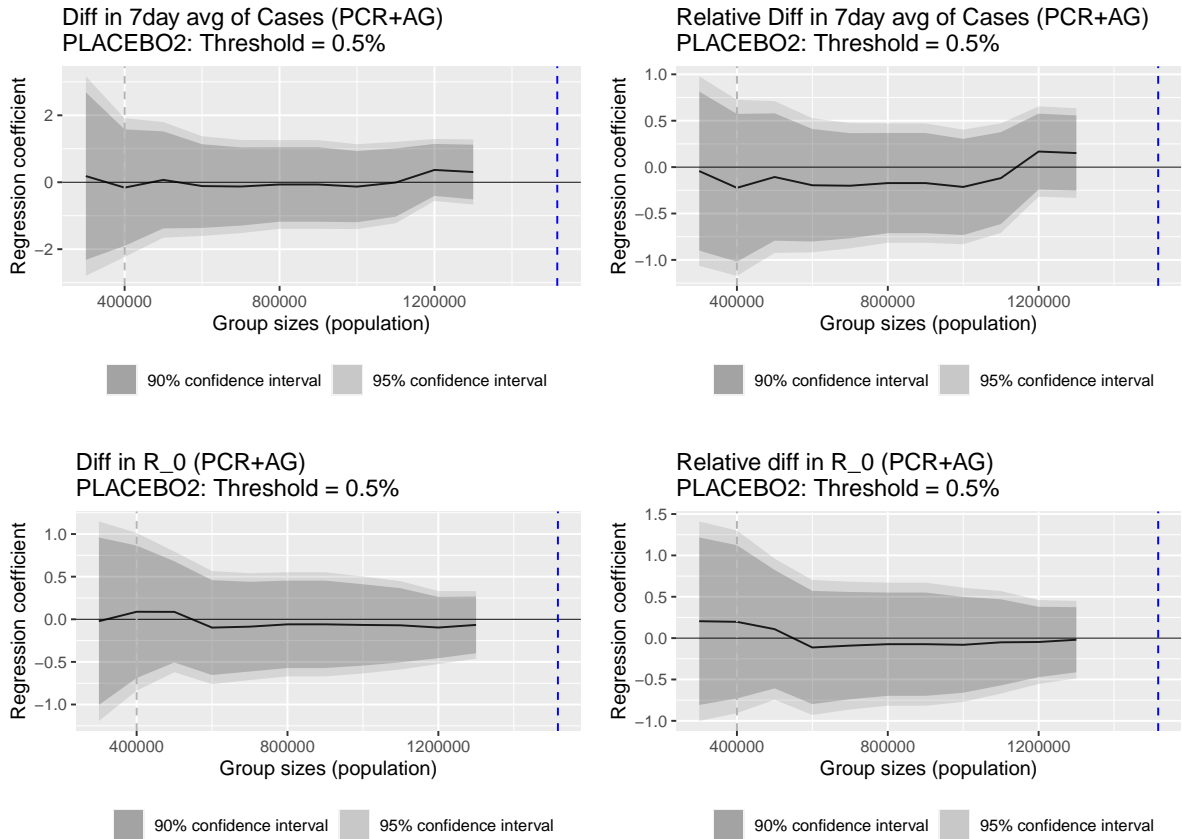 Diff in 7day avg of Cases (PCR+AG)
PLACEBO2: Threshold = 0.5%
Regression coefficient
2
0
−2
400000 800000 1200000
Group sizes (population)
90% confidence interval 95% confidence interval
Relative Diff in 7day avg of Cases (PCR+AG)
PLACEBO2: Threshold = 0.5%
Regression coefficient
1.0
0.5
0.0
−0.5
−1.0
400000 800000 1200000
Group sizes (population)
90% confidence interval 95% confidence interval
Diff in R_0 (PCR+AG)
PLACEBO2: Threshold = 0.5%
Regression coefficient
1.0
0.5
0.0
−0.5
−1.0
400000 800000 1200000
Group sizes (population)
90% confidence interval 95% confidence interval
Relative diff in R_0 (PCR+AG)
PLACEBO2: Threshold = 0.5%
Regression coefficient
1.5
1.0
0.5
0.0
−0.5
−1.0
400000 800000 1200000
Group sizes (population)
90% confidence interval 95% confidence interval